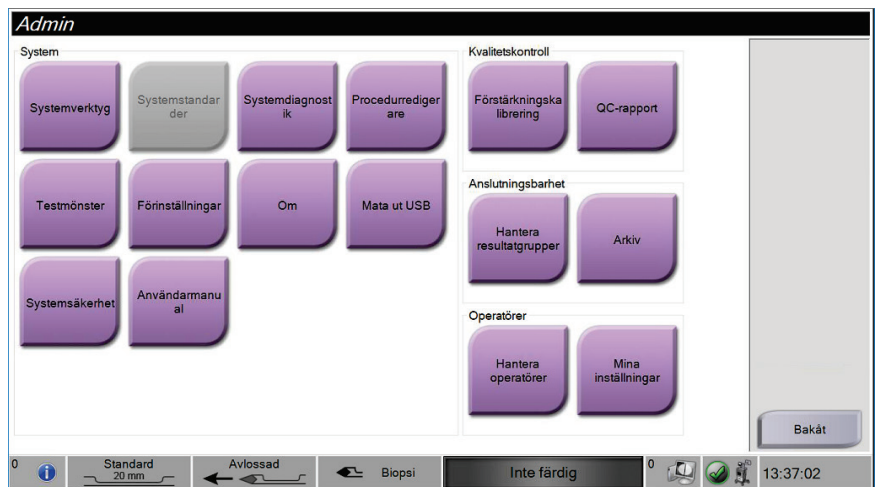 Admin
System
Systemverktyg
Systemstandar
der
Systemdiagnost
ik
Procedurrediger
are
Testmönster
Förinställningar
Om
Mata ut USB
Systemsäkerhet
Användarmanu
al
Kvalitetskontroll
Förstärkningska
librering
QC-rapport
Anslutningsbarhet
Hantera
resultatgrupper
Arkiv
Operatörer
Hantera
operatörer
Mina
inställningar
Bakåt
0
Standard
20 mm
Avlossad
Biopsi
Inte färdig
0
13:37:02